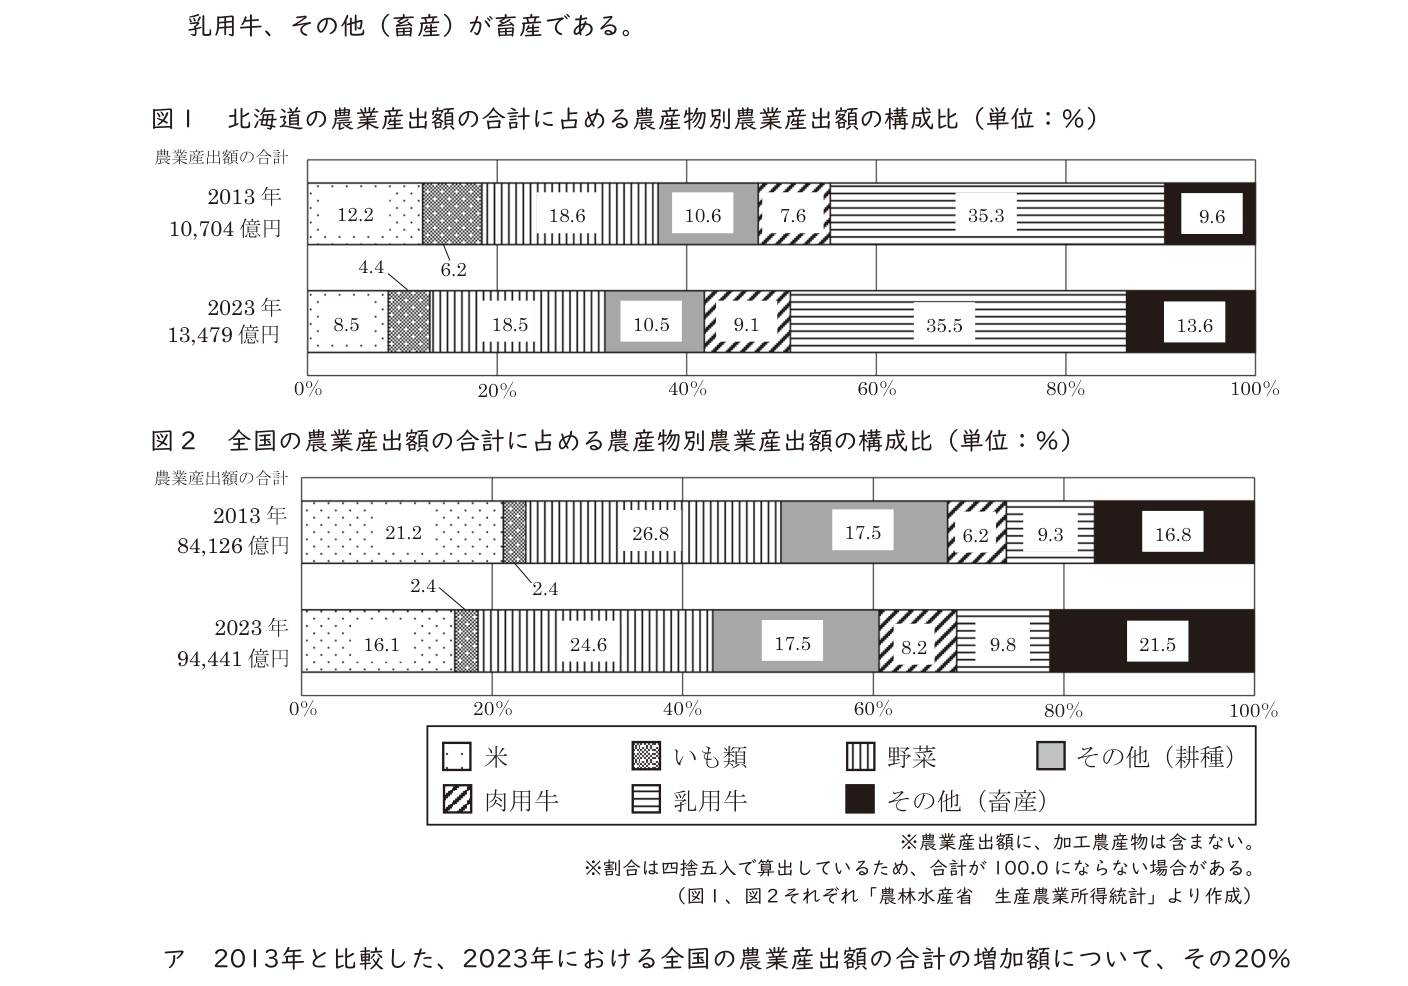 乳用牛、その他（畜産）が畜産である。
図1　北海道の農業産出額の合計に占める農産物別農業産出額の構成比（単位：％）
農業産出額の合計
2013 年
10,704 億円
12.2 18.6 10.6 7.6 35.3 9.6
4.4 6.2
2023 年
13,479 億円
8.5 18.5 10.5 9.1 35.5 13.6
0% 20% 40% 60% 80% 100%
図2　全国の農業産出額の合計に占める農産物別農業産出額の構成比（単位：％）
農業産出額の合計
2013 年
84,126 億円
21.2 26.8 17.5 6.2 9.3 16.8
2.4 2.4
2023 年
94,441 億円
16.1 24.6 17.5 8.2 9.8 21.5
0% 20% 40% 60% 80% 100%
米 いも類 野菜 その他（耕種）
肉用牛 乳用牛 その他（畜産）
※農業産出額に、加工農産物は含まない。
※割合は四捨五入で算出しているため、合計が 100.0 にならない場合がある。
（図1、図2それぞれ「農林水産省　生産農業所得統計」より作成）
ア　2013年と比較した、2023年における全国の農業産出額の合計の増加額について、その20%